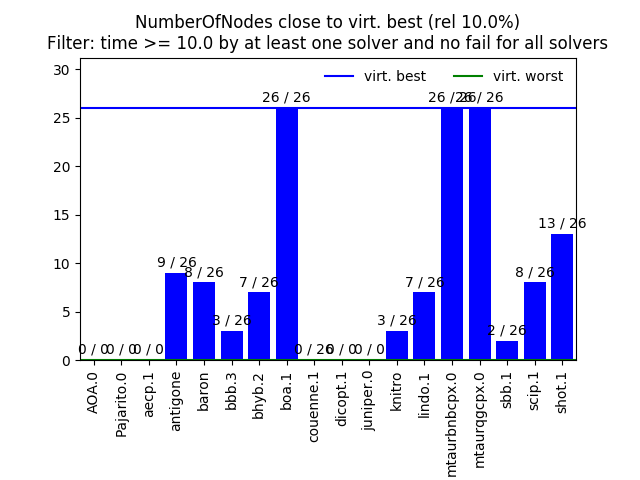 NumberOfNodes close to virt. best (rel 10.0%)
Filter: time >= 10.0 by at least one solver and no fail for all solvers
virt. best
virt. worst
30
25
20
15
10
5
0
0 / 0
0 / 0
0 / 0
9 / 26
8 / 26
3 / 26
7 / 26
26 / 26
0 / 26
0 / 0
0 / 0
3 / 26
7 / 26
26 / 26
26 / 26
2 / 26
8 / 26
13 / 26
AOA.0
Pajarito.0
aecp.1
antigone
baron
bbb.3
bhyb.2
boa.1
couenne.1
dicopt.1
juniper.0
knitro
lindo.1
mtaurbnbcpx.0
mtaurqgcpx.0
sbb.1
scip.1
shot.1